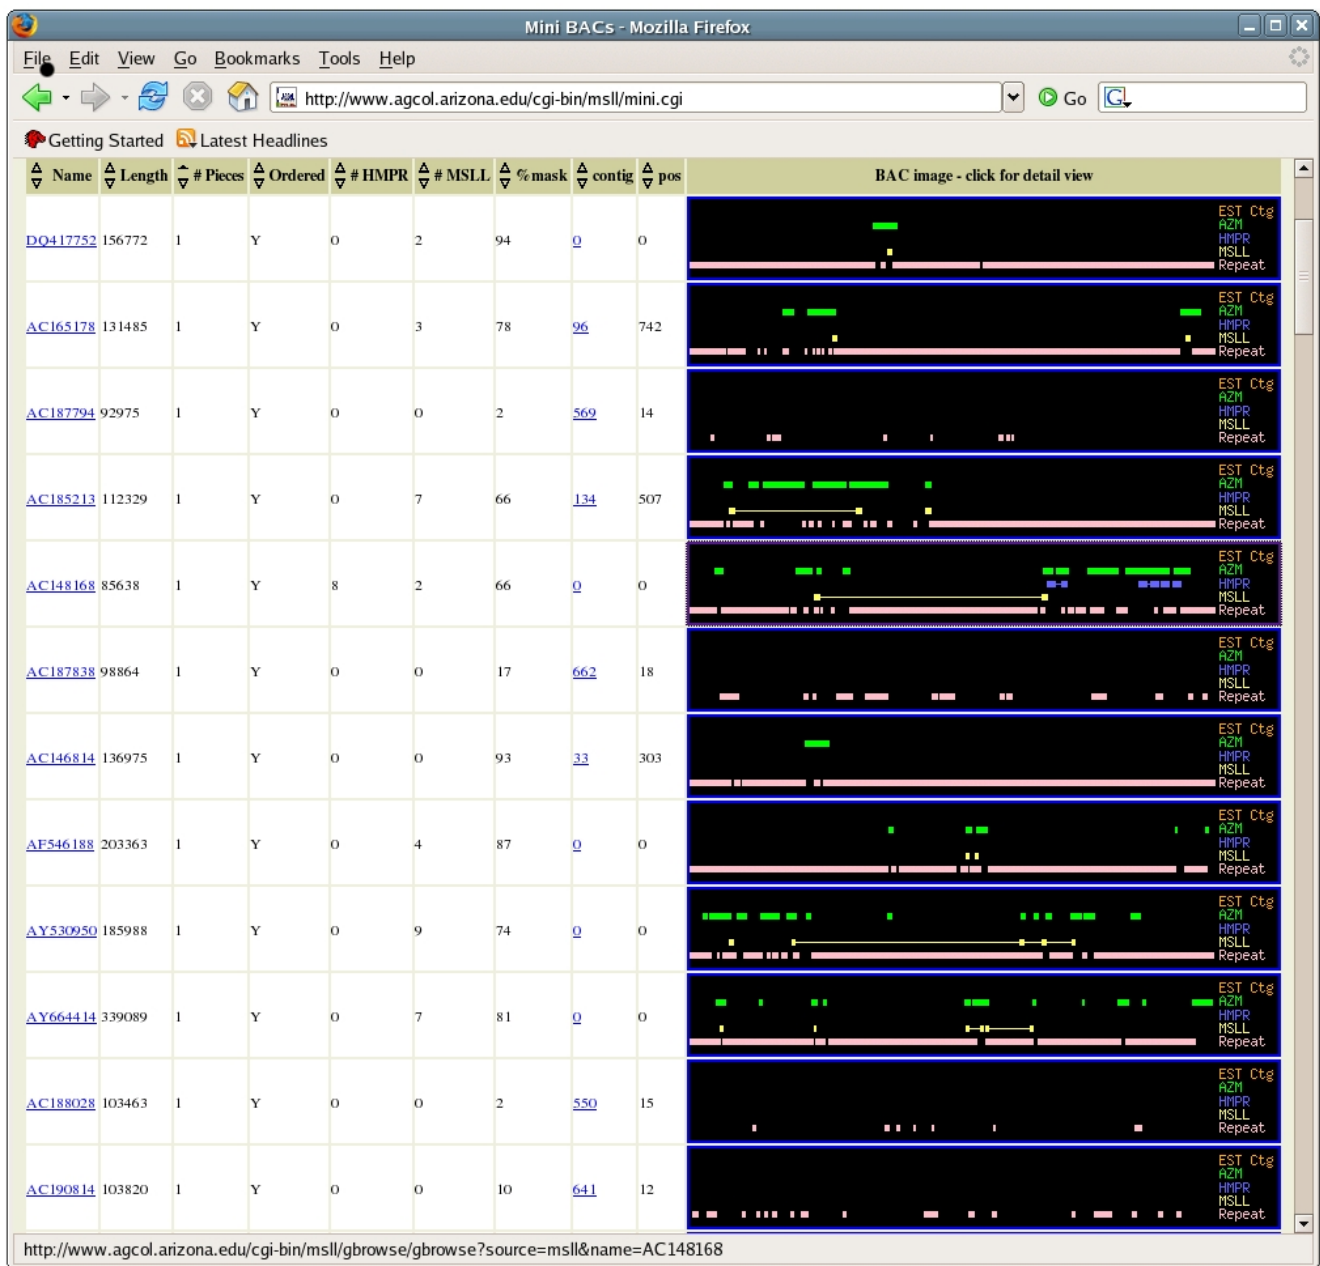 Mini BACs - Mozilla Firefox
File Edit View Go Bookmarks Tools Help
http://www.agcol.arizona.edu/cgi-bin/msll/mini.cgi Go G
Getting Started Latest Headlines
Name Length # Pieces Ordered # HMPR # MSLL %mask contig pos BAC image - click for detail view
EST Ctg
AZM
DQ417752 156772 1 Y 0 2 94 0 0 HMPR
MSLL
Repeat
EST Ctg
AZM
AC165178 131485 1 Y 0 3 78 96 742 HMPR
MSLL
Repeat
EST Ctg
AZM
AC187794 92975 1 Y 0 0 2 569 14 HMPR
MSLL
Repeat
EST Ctg
AZM
AC185213 112329 1 Y 0 7 66 134 507 HMPR
MSLL
Repeat
EST Ctg
AZM
AC148168 85638 1 Y 8 2 66 0 0 HMPR
MSLL
Repeat
EST Ctg
AZM
AC187838 98864 1 Y 0 0 17 662 18 HMPR
MSLL
Repeat
EST Ctg
AZM
AC146814 136975 1 Y 0 0 93 33 303 HMPR
MSLL
Repeat
EST Ctg
AZM
AF546188 203363 1 Y 0 4 87 0 0 HMPR
MSLL
Repeat
EST Ctg
AZM
AY530950 185988 1 Y 0 9 74 0 0 HMPR
MSLL
Repeat
EST Ctg
AZM
AY664414 339089 1 Y 0 7 81 0 0 HMPR
MSLL
Repeat
EST Ctg
AZM
AC188028 103463 1 Y 0 0 2 550 15 HMPR
MSLL
Repeat
EST Ctg
AZM
AC190814 103820 1 Y 0 0 10 641 12 HMPR
MSLL
Repeat
http://www.agcol.arizona.edu/cgi-bin/msll/gbrowse/gbrowse?source=msll&name=AC148168